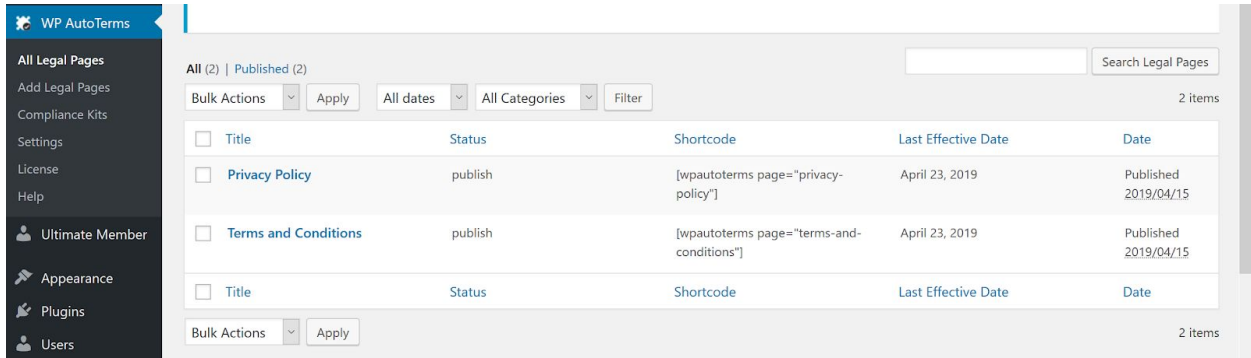 WP AutoTerms
All Legal Pages
Add Legal Pages
Compliance Kits
Settings
License
Help
Ultimate Member
Appearance
Plugins
Users
All (2) | Published (2)
Search Legal Pages
Bulk Actions Apply All dates All Categories Filter 2 items
Title Status Shortcode Last Effective Date Date
Privacy Policy publish [wpautoterms page="privacy- April 23, 2019 Published
policy"] 2019/04/15
Terms and Conditions publish [wpautoterms page="terms-and- April 23, 2019 Published
conditions"] 2019/04/15
Title Status Shortcode Last Effective Date Date
Bulk Actions Apply 2 items